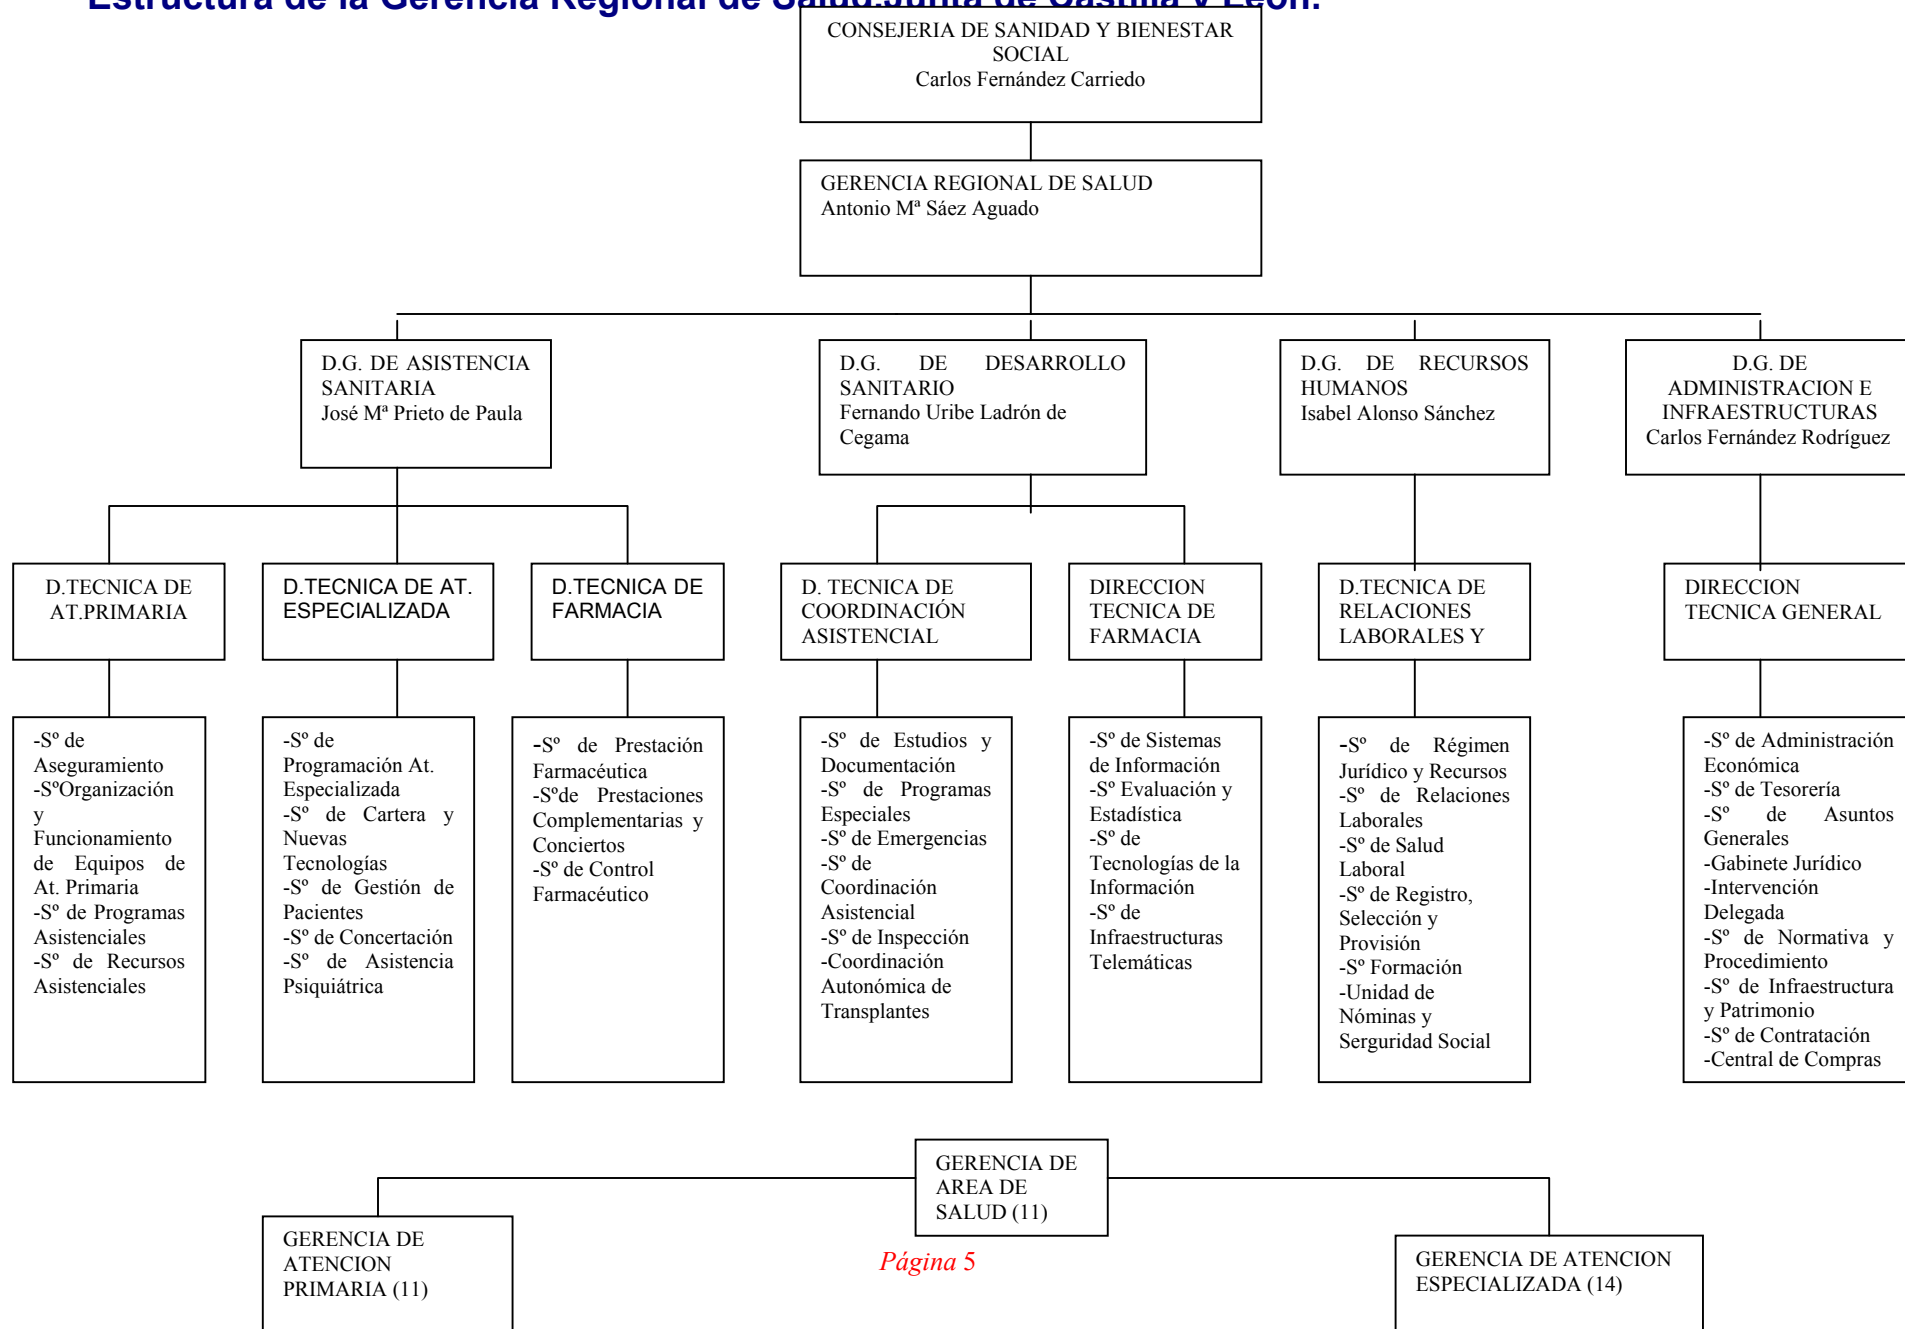 Estructura de la Gerencia Regional de Salud.Junta de Castilla y León.
CONSEJERIA DE SANIDAD Y BIENESTAR
SOCIAL
Carlos Fernández Carriedo
GERENCIA REGIONAL DE SALUD
Antonio Mª Sáez Aguado
D.G. DE ASISTENCIA
SANITARIA
José Mª Prieto de Paula
D.G. DE DESARROLLO
SANITARIO
Fernando Uribe Ladrón de
Cegama
D.G. DE RECURSOS
HUMANOS
Isabel Alonso Sánchez
D.G. DE
ADMINISTRACION E
INFRAESTRUCTURAS
Carlos Fernández Rodríguez
D.TECNICA DE
AT.PRIMARIA
D.TECNICA DE AT.
ESPECIALIZADA
D.TECNICA DE
FARMACIA
D. TECNICA DE
COORDINACIÓN
ASISTENCIAL
DIRECCION
TECNICA DE
FARMACIA
D.TECNICA DE
RELACIONES
LABORALES Y
DIRECCION
TECNICA GENERAL
-Sº de
Aseguramiento
-SºOrganización
y
Funcionamiento
de Equipos de
At. Primaria
-Sº de Programas
Asistenciales
-Sº de Recursos
Asistenciales
-Sº de
Programación At.
Especializada
-Sº de Cartera y
Nuevas
Tecnologías
-Sº de Gestión de
Pacientes
-Sº de Concertación
-Sº de Asistencia
Psiquiátrica
-Sº de Prestación
Farmacéutica
-Sºde Prestaciones
Complementarias y
Conciertos
-Sº de Control
Farmacéutico
-Sº de Estudios y
Documentación
-Sº de Programas
Especiales
-Sº de Emergencias
-Sº de
Coordinación
Asistencial
-Sº de Inspección
-Coordinación
Autonómica de
Transplantes
-Sº de Sistemas
de Información
-Sº Evaluación y
Estadística
-Sº de
Tecnologías de la
Información
-Sº de
Infraestructuras
Telemáticas
-Sº de Régimen
Jurídico y Recursos
-Sº de Relaciones
Laborales
-Sº de Salud
Laboral
-Sº de Registro,
Selección y
Provisión
-Sº Formación
-Unidad de
Nóminas y
Serguridad Social
-Sº de Administración
Económica
-Sº de Tesorería
-Sº de Asuntos
Generales
-Gabinete Jurídico
-Intervención
Delegada
-Sº de Normativa y
Procedimiento
-Sº de Infraestructura
y Patrimonio
-Sº de Contratación
-Central de Compras
GERENCIA DE
AREA DE
SALUD (11)
GERENCIA DE
ATENCION
PRIMARIA (11)
GERENCIA DE ATENCION
ESPECIALIZADA (14)
Página 5